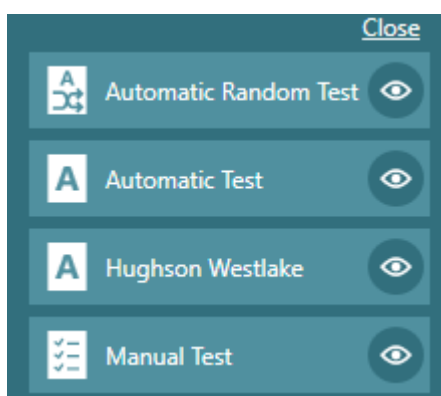 Close
A
Automatic Random Test
A
Automatic Test
A
Hughson Westlake
Manual Test